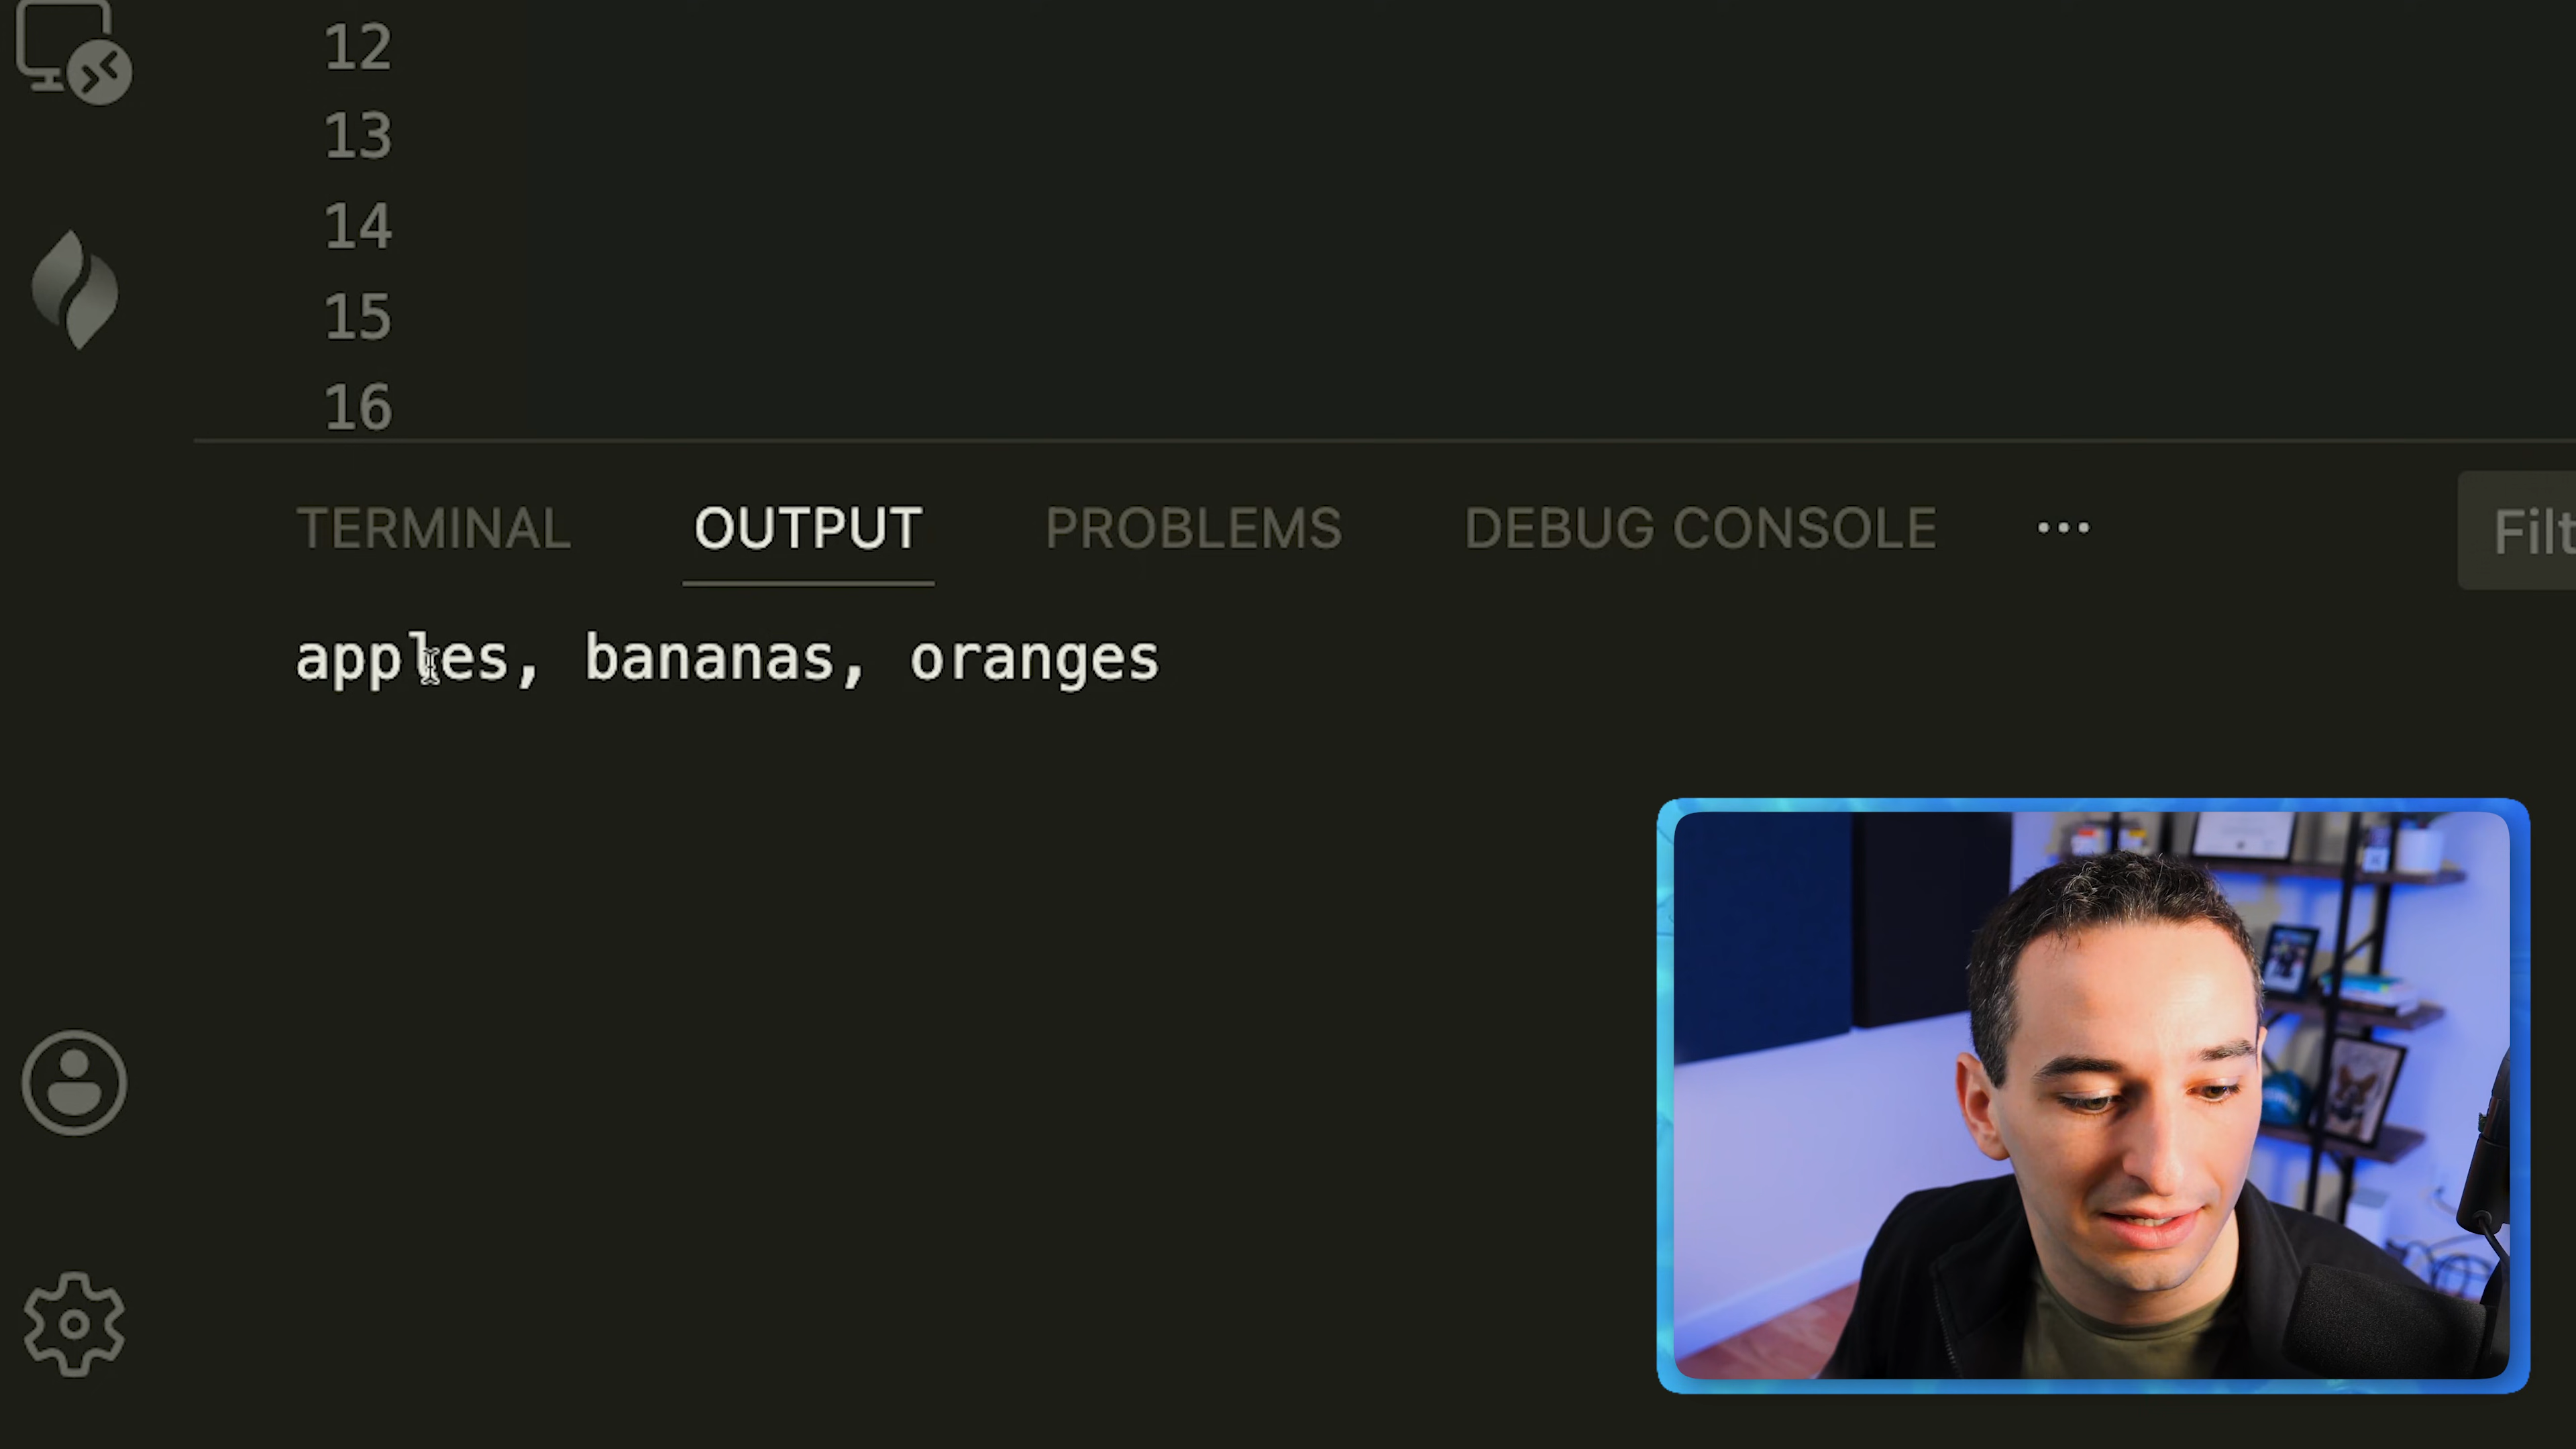 12
13
14
15
16
TERMINAL OUTPUT PROBLEMS DEBUG CONSOLE ...
Filt
apples, bananas, oranges